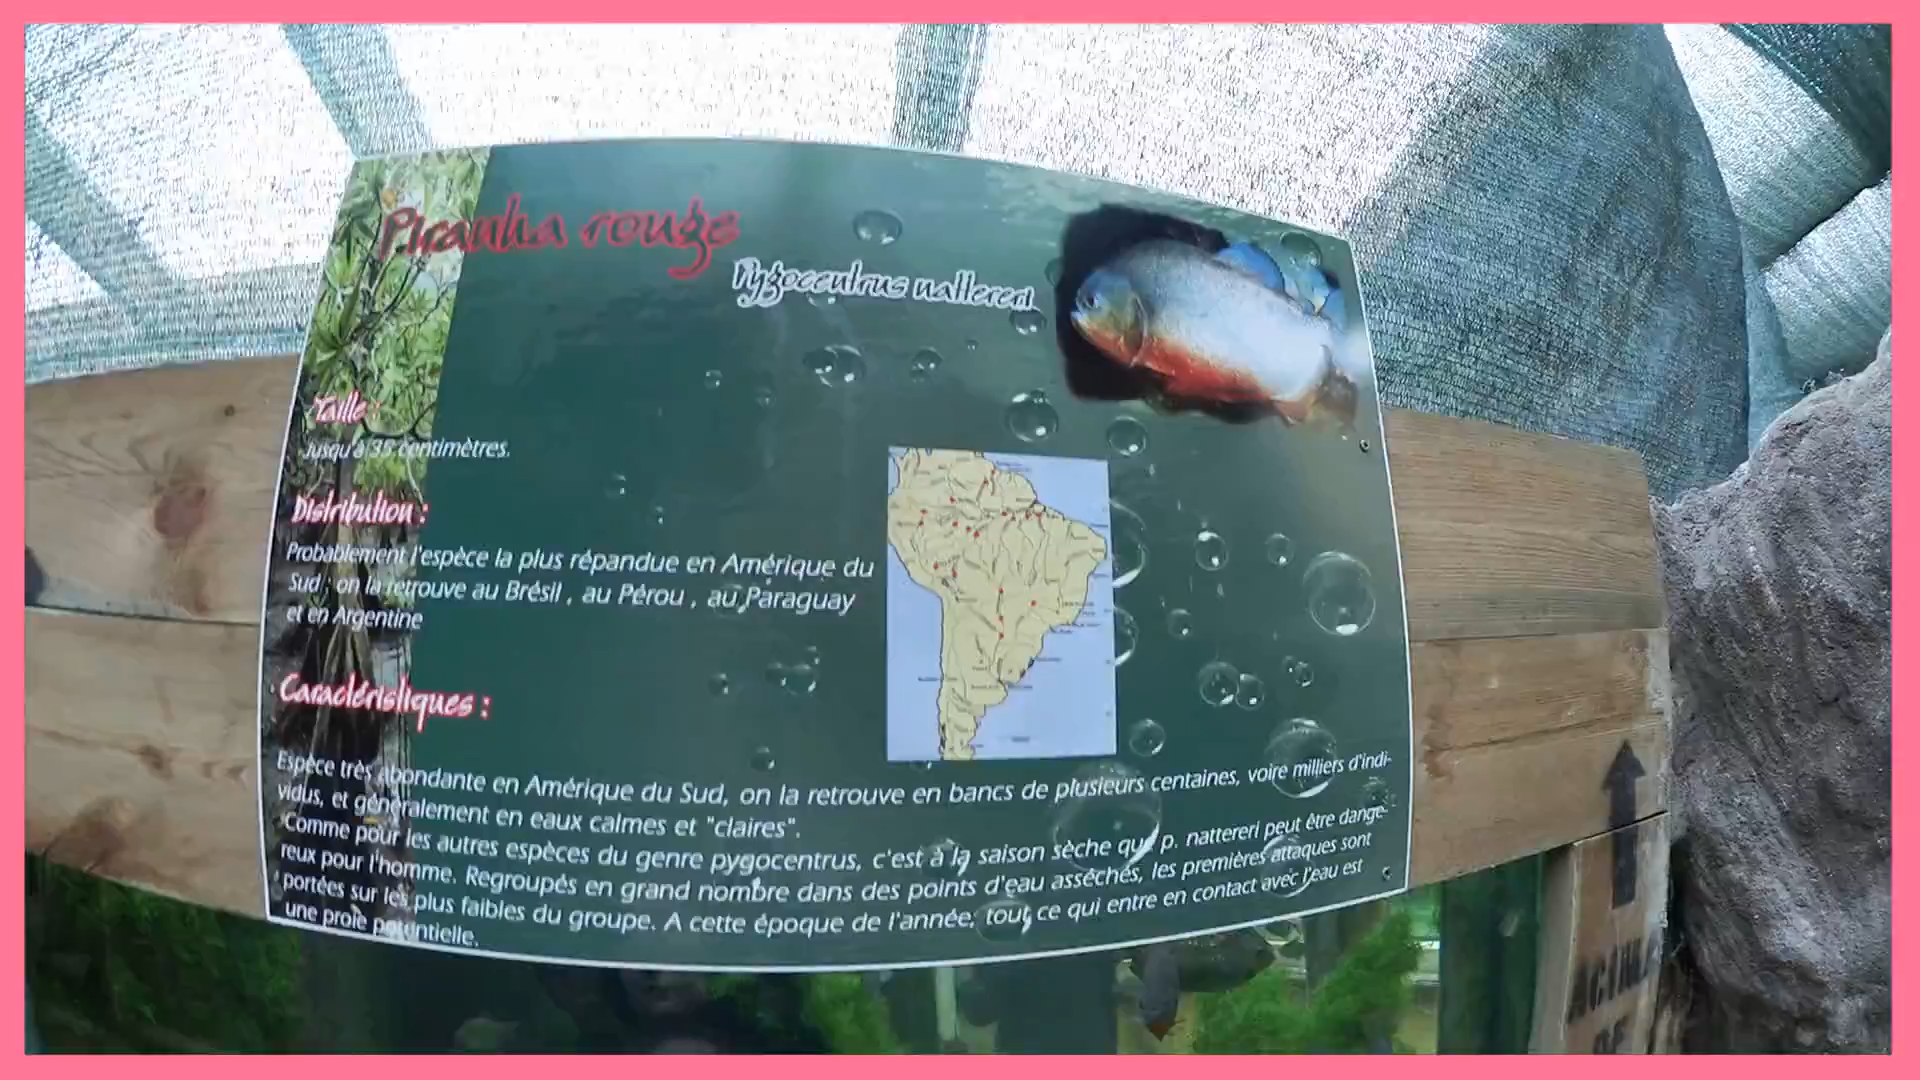 Piranha rouge
Pygocentrus nattereri
Taille :
Jusqu'à 35 centimètres.
Distribution :
Probablement l'espèce la plus répandue en Amérique du
Sud : on la retrouve au Brésil , au Pérou , au Paraguay
et en Argentine
Caractéristiques :
Espèce très abondante en Amérique du Sud, on la retrouve en bancs de plusieurs centaines, voire milliers d'indi-
vidus, et généralement en eaux calmes et "claires".
Comme pour les autres espèces du genre pygocentrus, c'est à la saison sèche que p. nattereri peut être dange-
reux pour l'homme. Regroupés en grand nombre dans des points d'eau asséchés, les premières attaques sont
portées sur les plus faibles du groupe. A cette époque de l'année, tout ce qui entre en contact avec l'eau est
une proie potentielle.